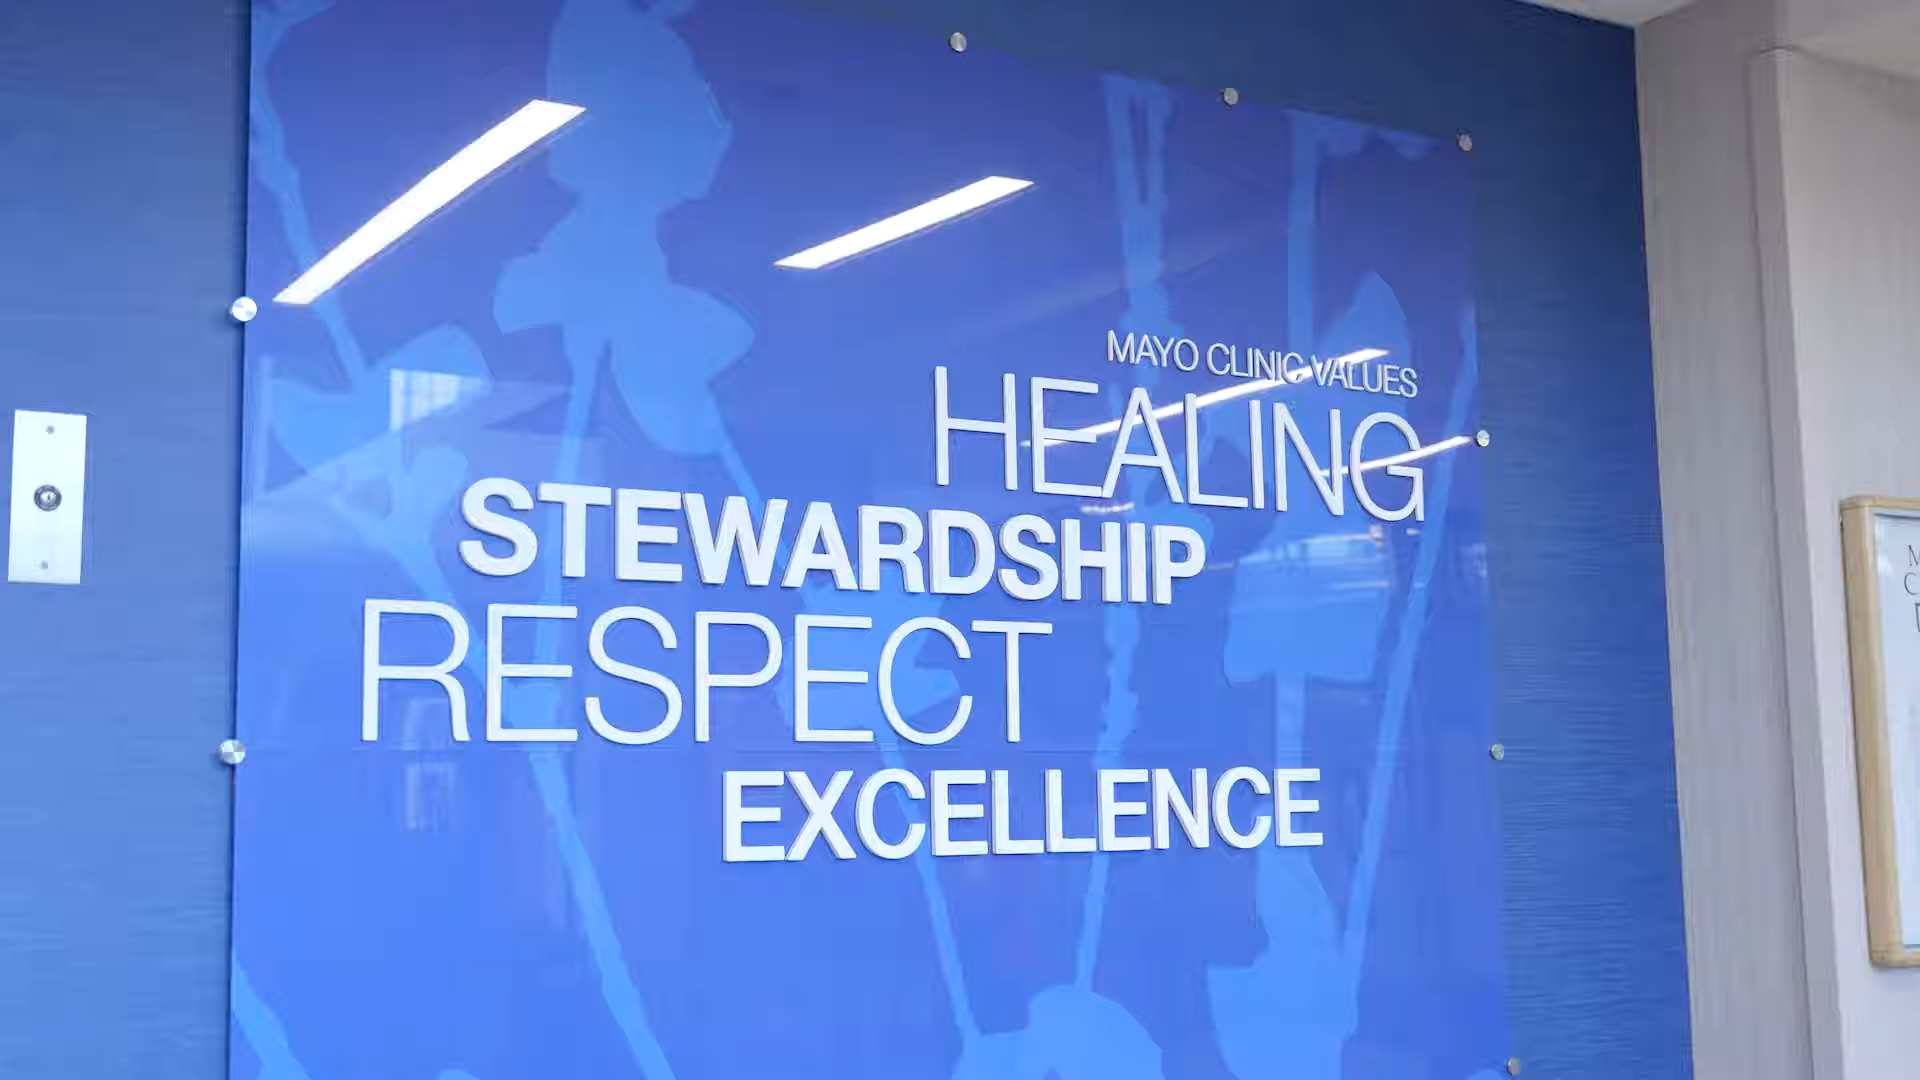 MAYO CLINIC VALUES
HEALING
STEWARDSHIP
RESPECT
EXCELLENCE